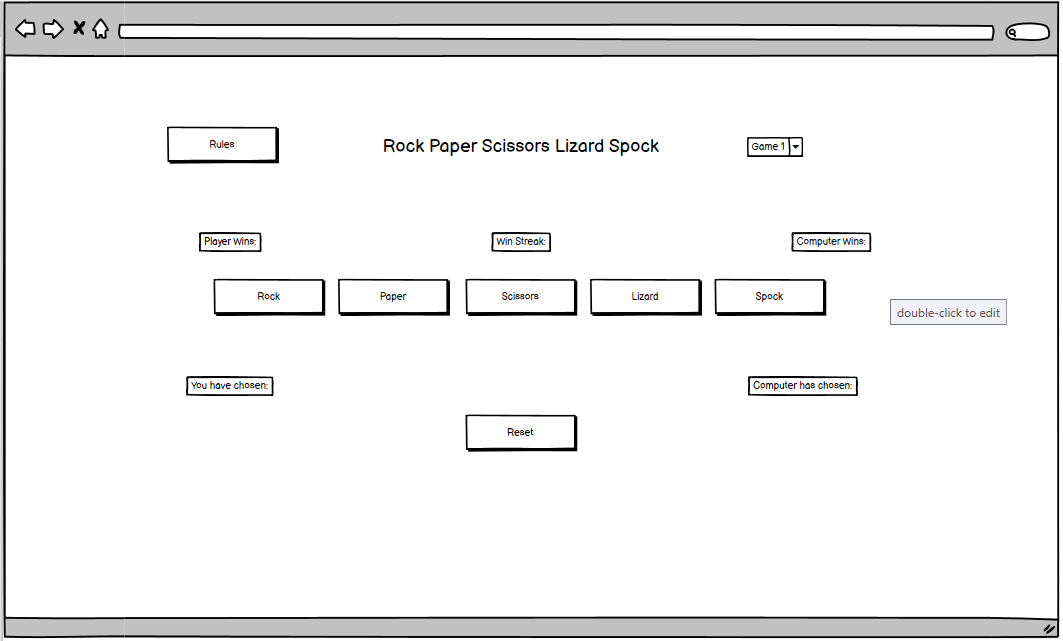 Rules
Rock Paper Scissors Lizard Spock
Game 1
Player Wins:
Win Streak:
Computer Wins:
Rock
Paper
Scissors
Lizard
Spock
double-click to edit
You have chosen:
Computer has chosen:
Reset